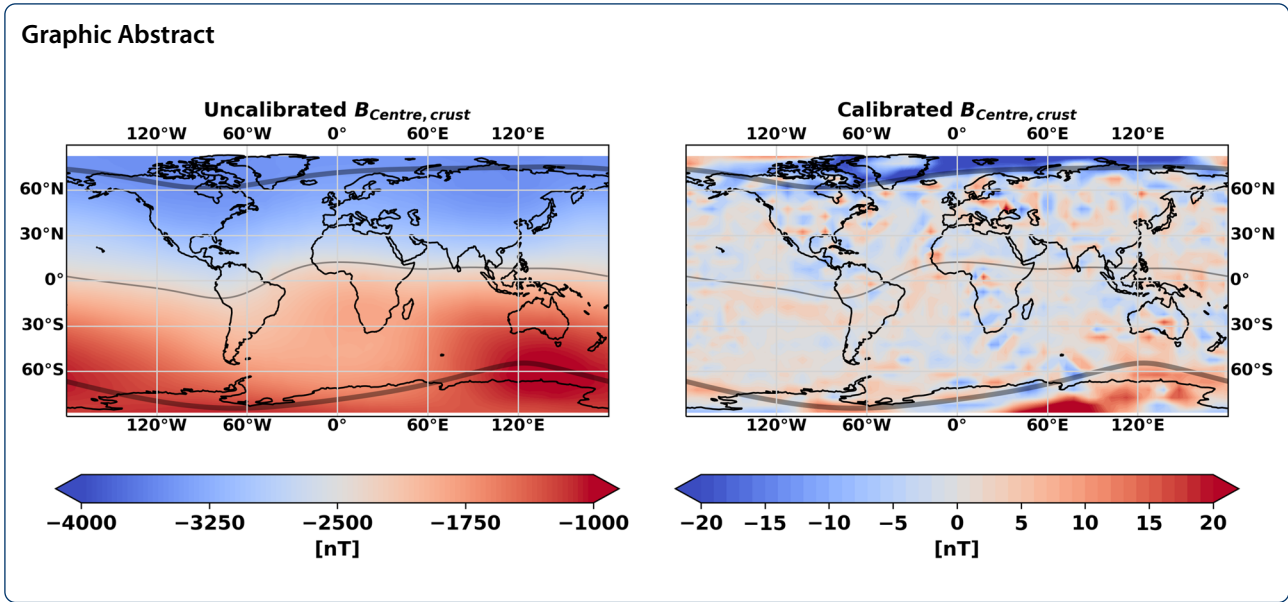 Graphic Abstract
Uncalibrated B_Centre, crust
120°W 60°W 0° 60°E 120°E
60°N
30°N
0°
30°S
60°S
120°W 60°W 0° 60°E 120°E
−4000 −3250 −2500 −1750 −1000
[nT]
Calibrated B_Centre, crust
120°W 60°W 0° 60°E 120°E
60°N
30°N
0°
30°S
60°S
120°W 60°W 0° 60°E 120°E
−20 −15 −10 −5 0 5 10 15 20
[nT]